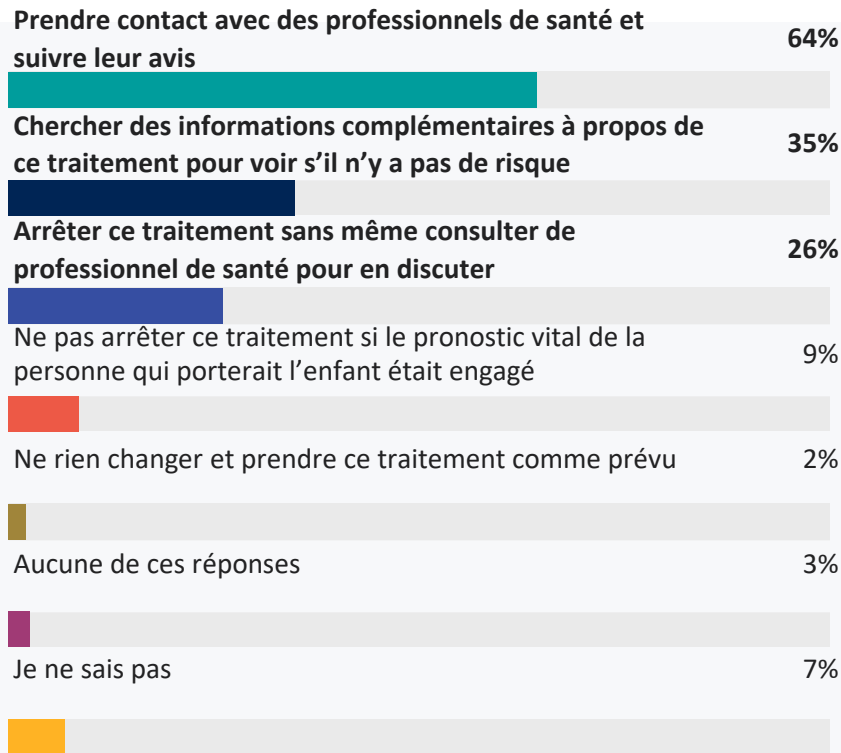 Prendre contact avec des professionnels de santé et
suivre leur avis
64%
Chercher des informations complémentaires à propos de
ce traitement pour voir s’il n’y a pas de risque
35%
Arrêter ce traitement sans même consulter de
professionnel de santé pour en discuter
26%
Ne pas arrêter ce traitement si le pronostic vital de la
personne qui porterait l’enfant était engagé
9%
Ne rien changer et prendre ce traitement comme prévu
2%
Aucune de ces réponses
3%
Je ne sais pas
7%